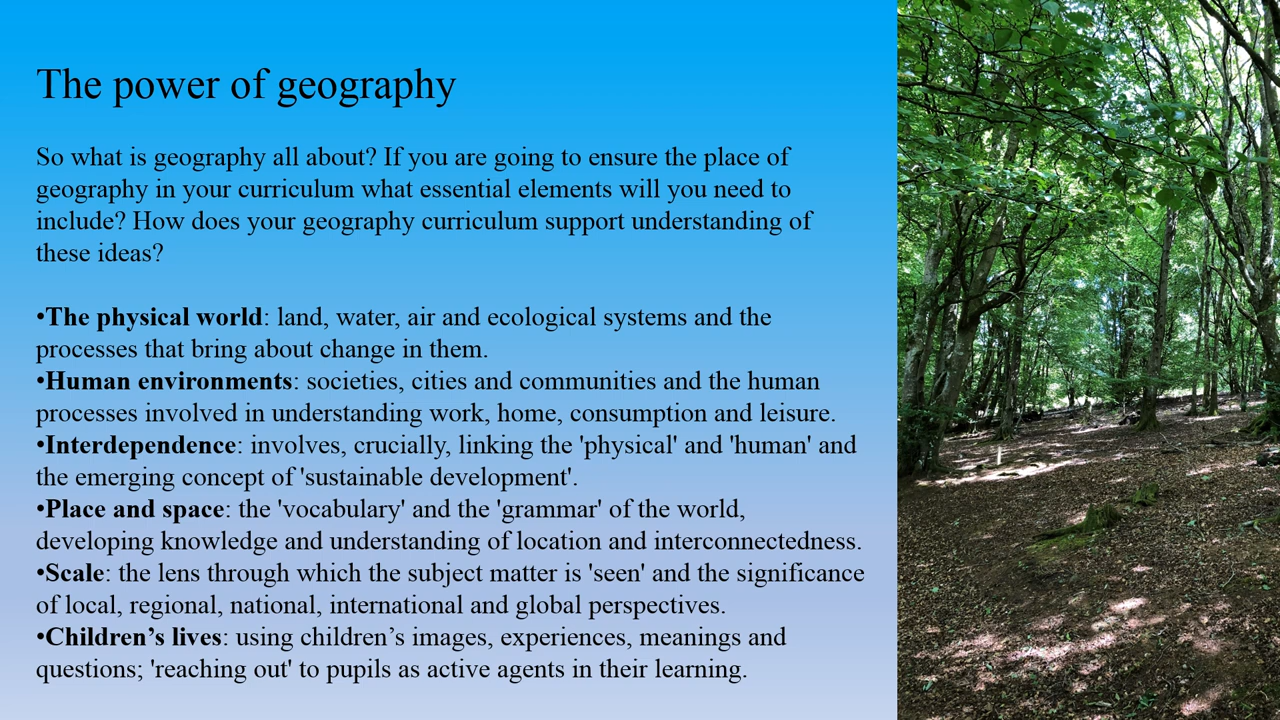 The power of geography
So what is geography all about? If you are going to ensure the place of
geography in your curriculum what essential elements will you need to
include? How does your geography curriculum support understanding of
these ideas?
•The physical world: land, water, air and ecological systems and the
processes that bring about change in them.
•Human environments: societies, cities and communities and the human
processes involved in understanding work, home, consumption and leisure.
•Interdependence: involves, crucially, linking the 'physical' and 'human' and
the emerging concept of 'sustainable development'.
•Place and space: the 'vocabulary' and the 'grammar' of the world,
developing knowledge and understanding of location and interconnectedness.
•Scale: the lens through which the subject matter is 'seen' and the significance
of local, regional, national, international and global perspectives.
•Children’s lives: using children’s images, experiences, meanings and
questions; 'reaching out' to pupils as active agents in their learning.